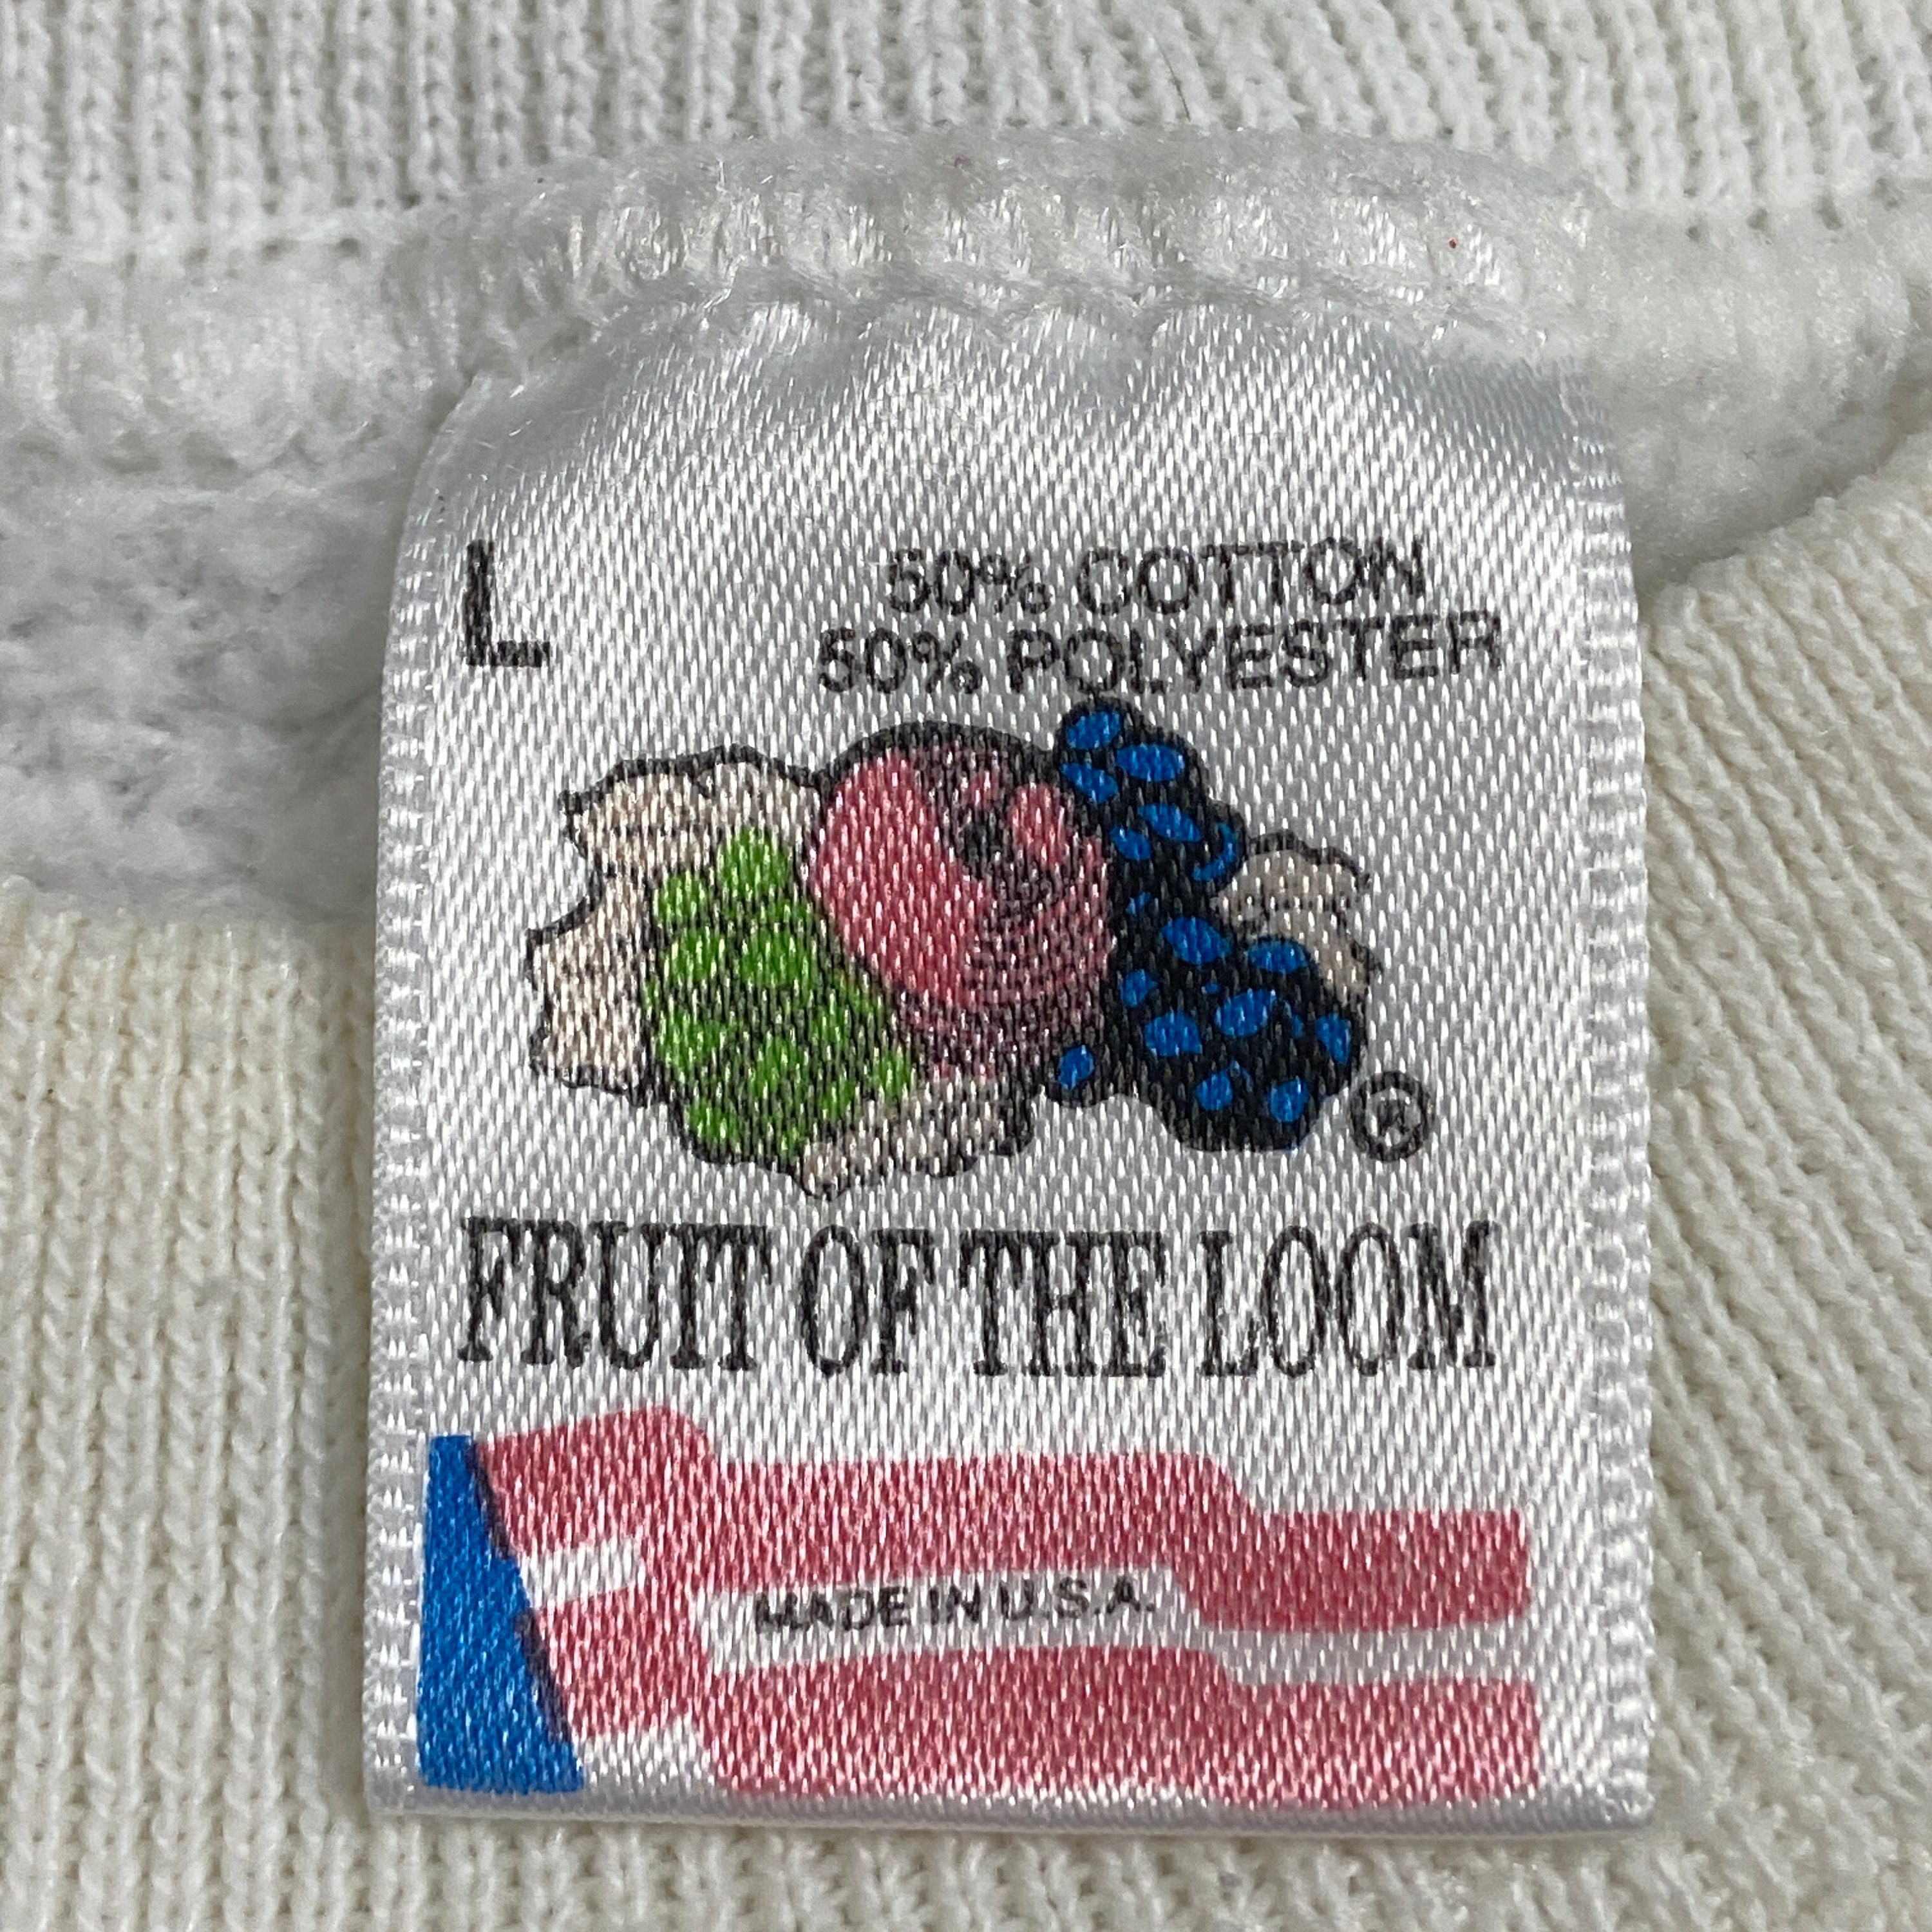 L
50% COTTON
50% POLYESTER
®
FRUIT OF THE LOOM
MADE IN U.S.A.